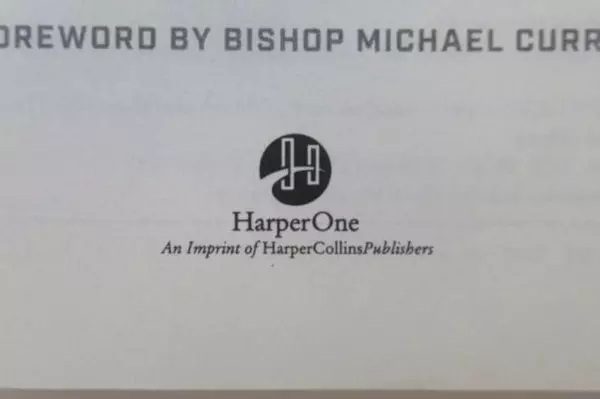 OREWORD BY BISHOP MICHAEL CURR
HarperOne
An Imprint of HarperCollinsPublishers